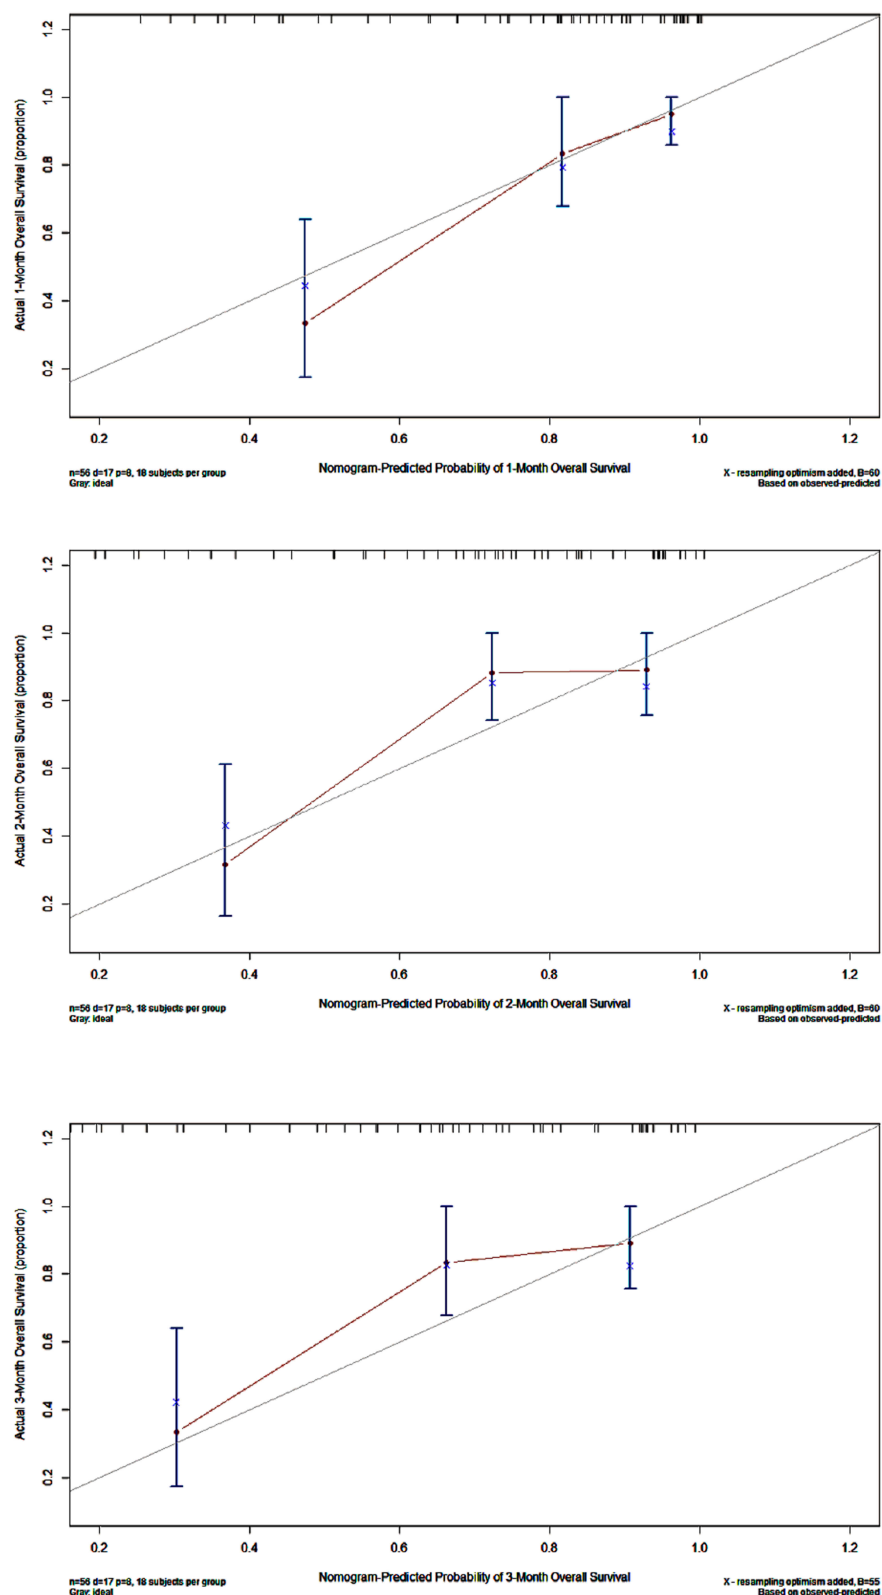 1.2
1.0
0.8
0.6
0.4
0.2
Actual 1-Month Overall Survival (proportion)
0.2 0.4 0.6 0.8 1.0 1.2
n=56 d=17 p=8, 18 subjects per group
Gray: ideal
Nomogram-Predicted Probability of 1-Month Overall Survival
X - resampling optimism added, B=60
Based on observed-predicted
1.2
1.0
0.8
0.6
0.4
0.2
Actual 2-Month Overall Survival (proportion)
0.2 0.4 0.6 0.8 1.0 1.2
n=56 d=17 p=8, 18 subjects per group
Gray: ideal
Nomogram-Predicted Probability of 2-Month Overall Survival
X - resampling optimism added, B=60
Based on observed-predicted
1.2
1.0
0.8
0.6
0.4
0.2
Actual 3-Month Overall Survival (proportion)
0.2 0.4 0.6 0.8 1.0 1.2
n=56 d=17 p=8, 18 subjects per group
Gray: ideal
Nomogram-Predicted Probability of 3-Month Overall Survival
X - resampling optimism added, B=55
Based on observed-predicted